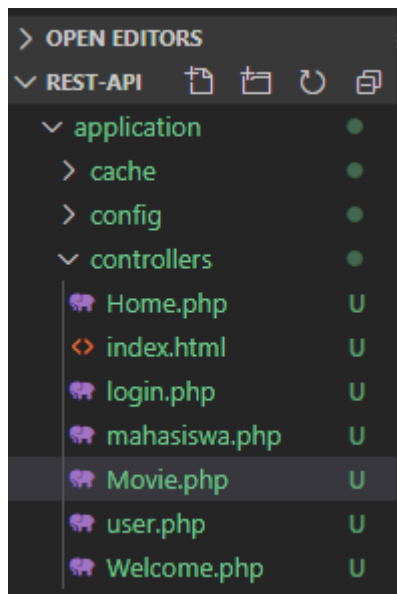 OPEN EDITORS
REST-API
application
cache
config
controllers
Home.php U
index.html U
login.php U
mahasiswa.php U
Movie.php U
user.php U
Welcome.php U